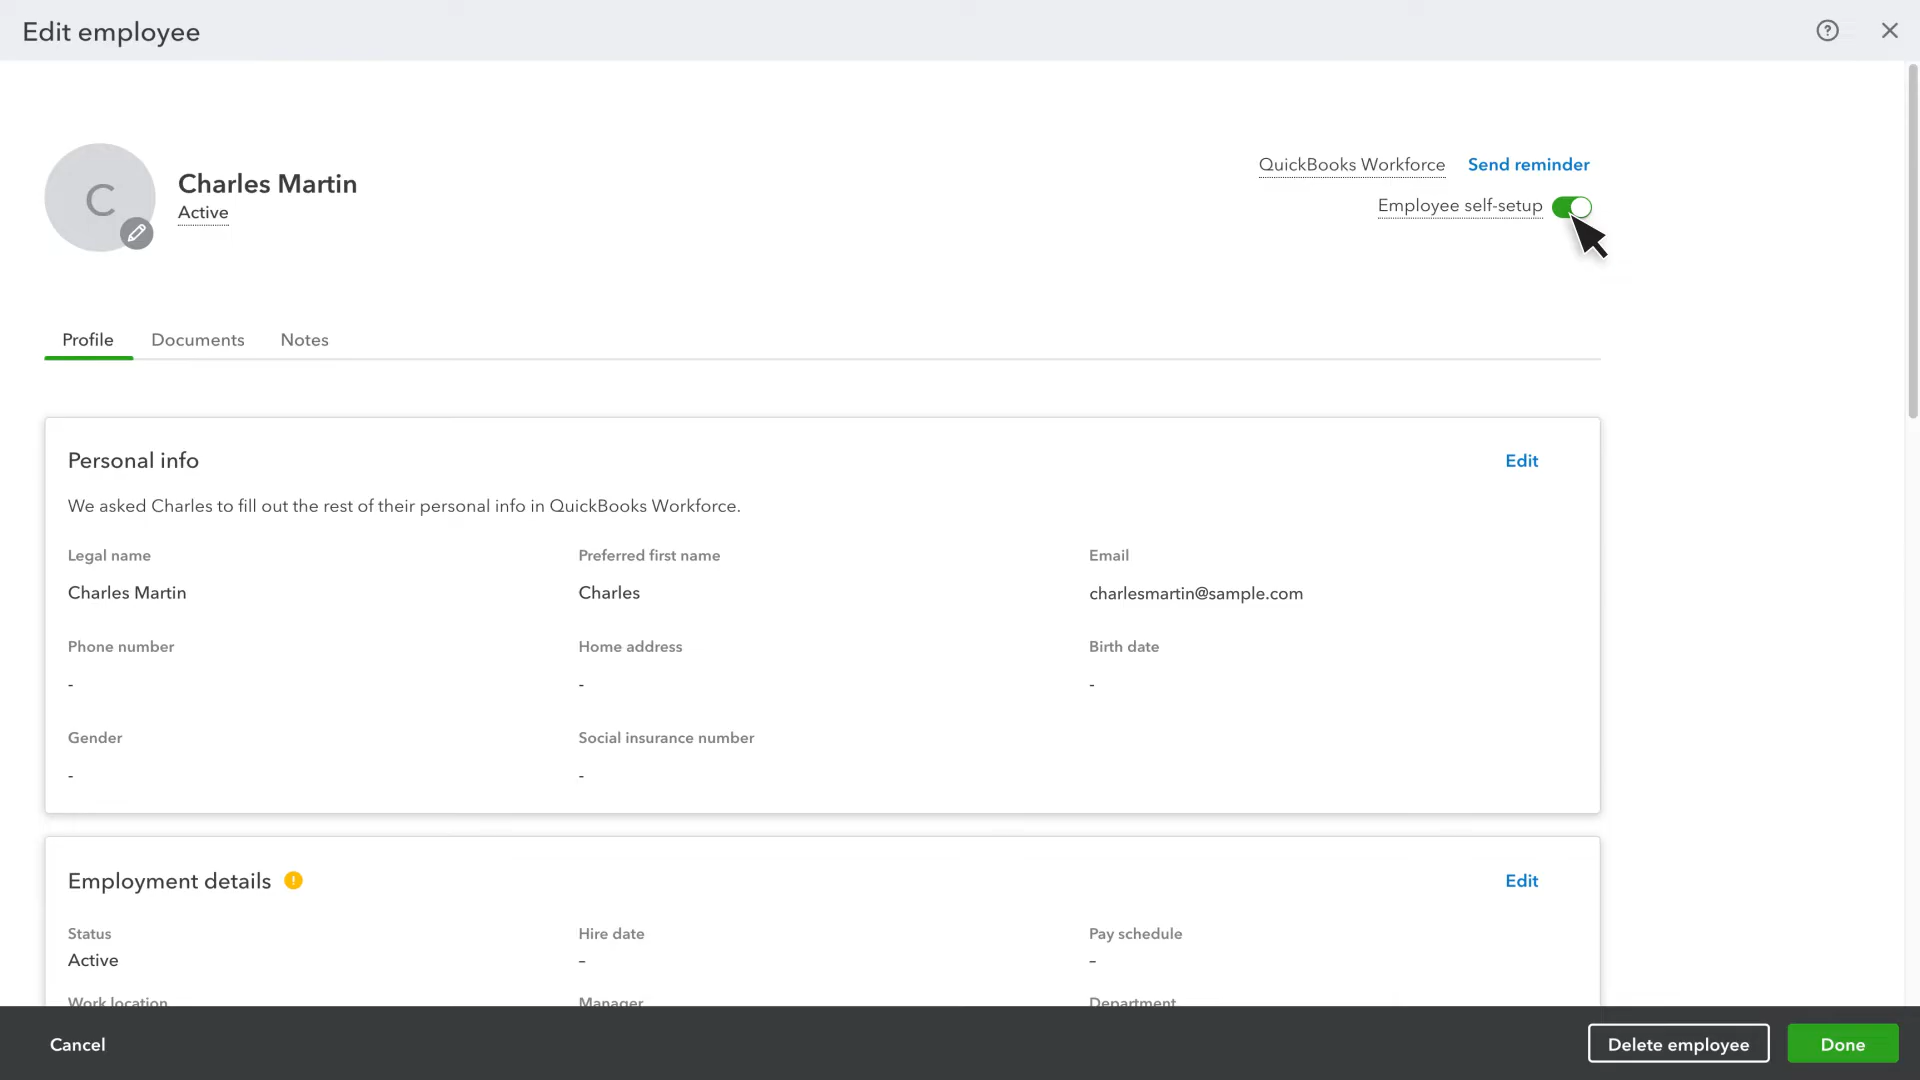 Edit employee
C
Charles Martin
Active
QuickBooks Workforce Send reminder
Employee self-setup
Profile Documents Notes
Personal info Edit
We asked Charles to fill out the rest of their personal info in QuickBooks Workforce.
Legal name Preferred first name Email
Charles Martin Charles charlesmartin@sample.com
Phone number Home address Birth date
- - -
Gender Social insurance number
- -
Employment details ! Edit
Status Hire date Pay schedule
Active – –
Work location Manager Department
Cancel Delete employee Done